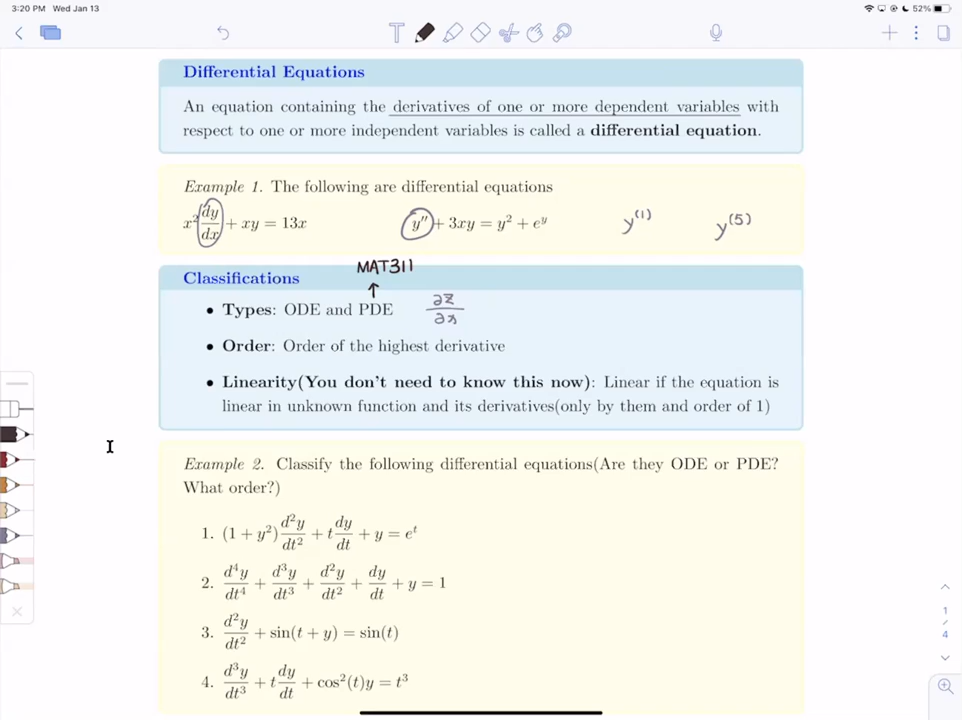 3:20 PM Wed Jan 13
52%
Differential Equations
An equation containing the derivatives of one or more dependent variables with
respect to one or more independent variables is called a differential equation.
Example 1. The following are differential equations
x² dy/dx + xy = 13x y″ + 3xy = y² + e^y y^(1) y^(5)
MAT311
Classifications
↑
• Types: ODE and PDE ∂z/∂x
• Order: Order of the highest derivative
• Linearity(You don't need to know this now): Linear if the equation is
linear in unknown function and its derivatives(only by them and order of 1)
Example 2. Classify the following differential equations(Are they ODE or PDE?
What order?)
1. (1 + y²) d²y/dt² + t dy/dt + y = e^t
2. d⁴y/dt⁴ + d³y/dt³ + d²y/dt² + dy/dt + y = 1
3. d²y/dt² + sin(t + y) = sin(t)
4. d³y/dt³ + t dy/dt + cos²(t)y = t³
1
/
4